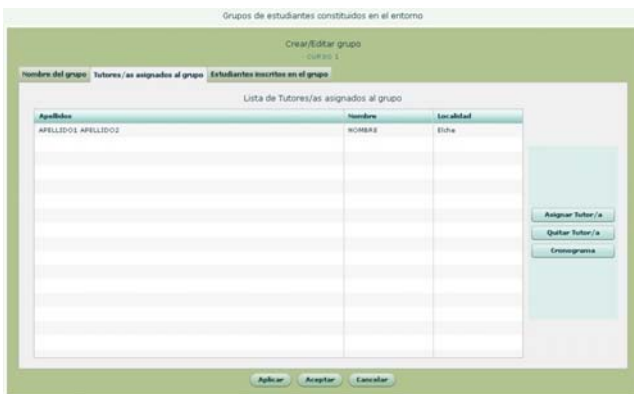 Grupos de estudiantes constituidos en el entorno
Crear/Editar grupo
CURSO 1
Nombre del grupo Tutores/as asignados al grupo Estudiantes inscritos en el grupo
Lista de Tutores/as asignados al grupo
Apellidos Nombre Localidad
APELLIDO1 APELLIDO2 NOMBRE Elche
Asignar Tutor/a
Quitar Tutor/a
Cronograma
Aplicar Aceptar Cancelar